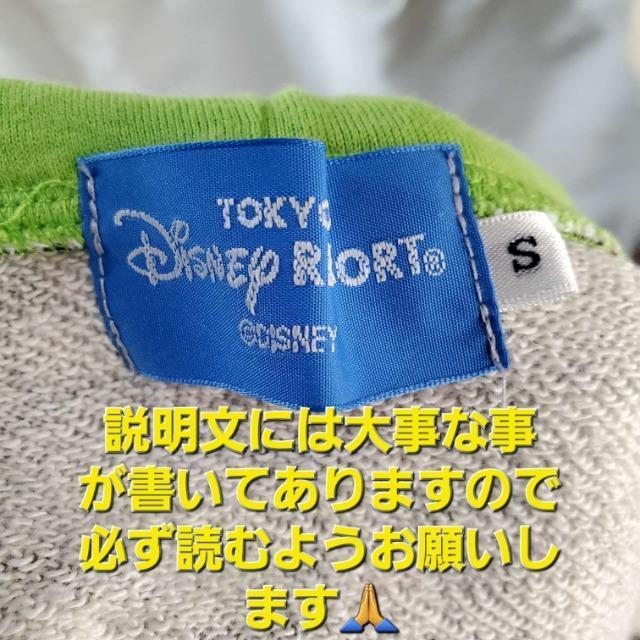 TOKYO
Disney RESORT®
©DISNEY
S
説明文には大事な事
が書いてありますので
必ず読むようお願いし
ます🙏